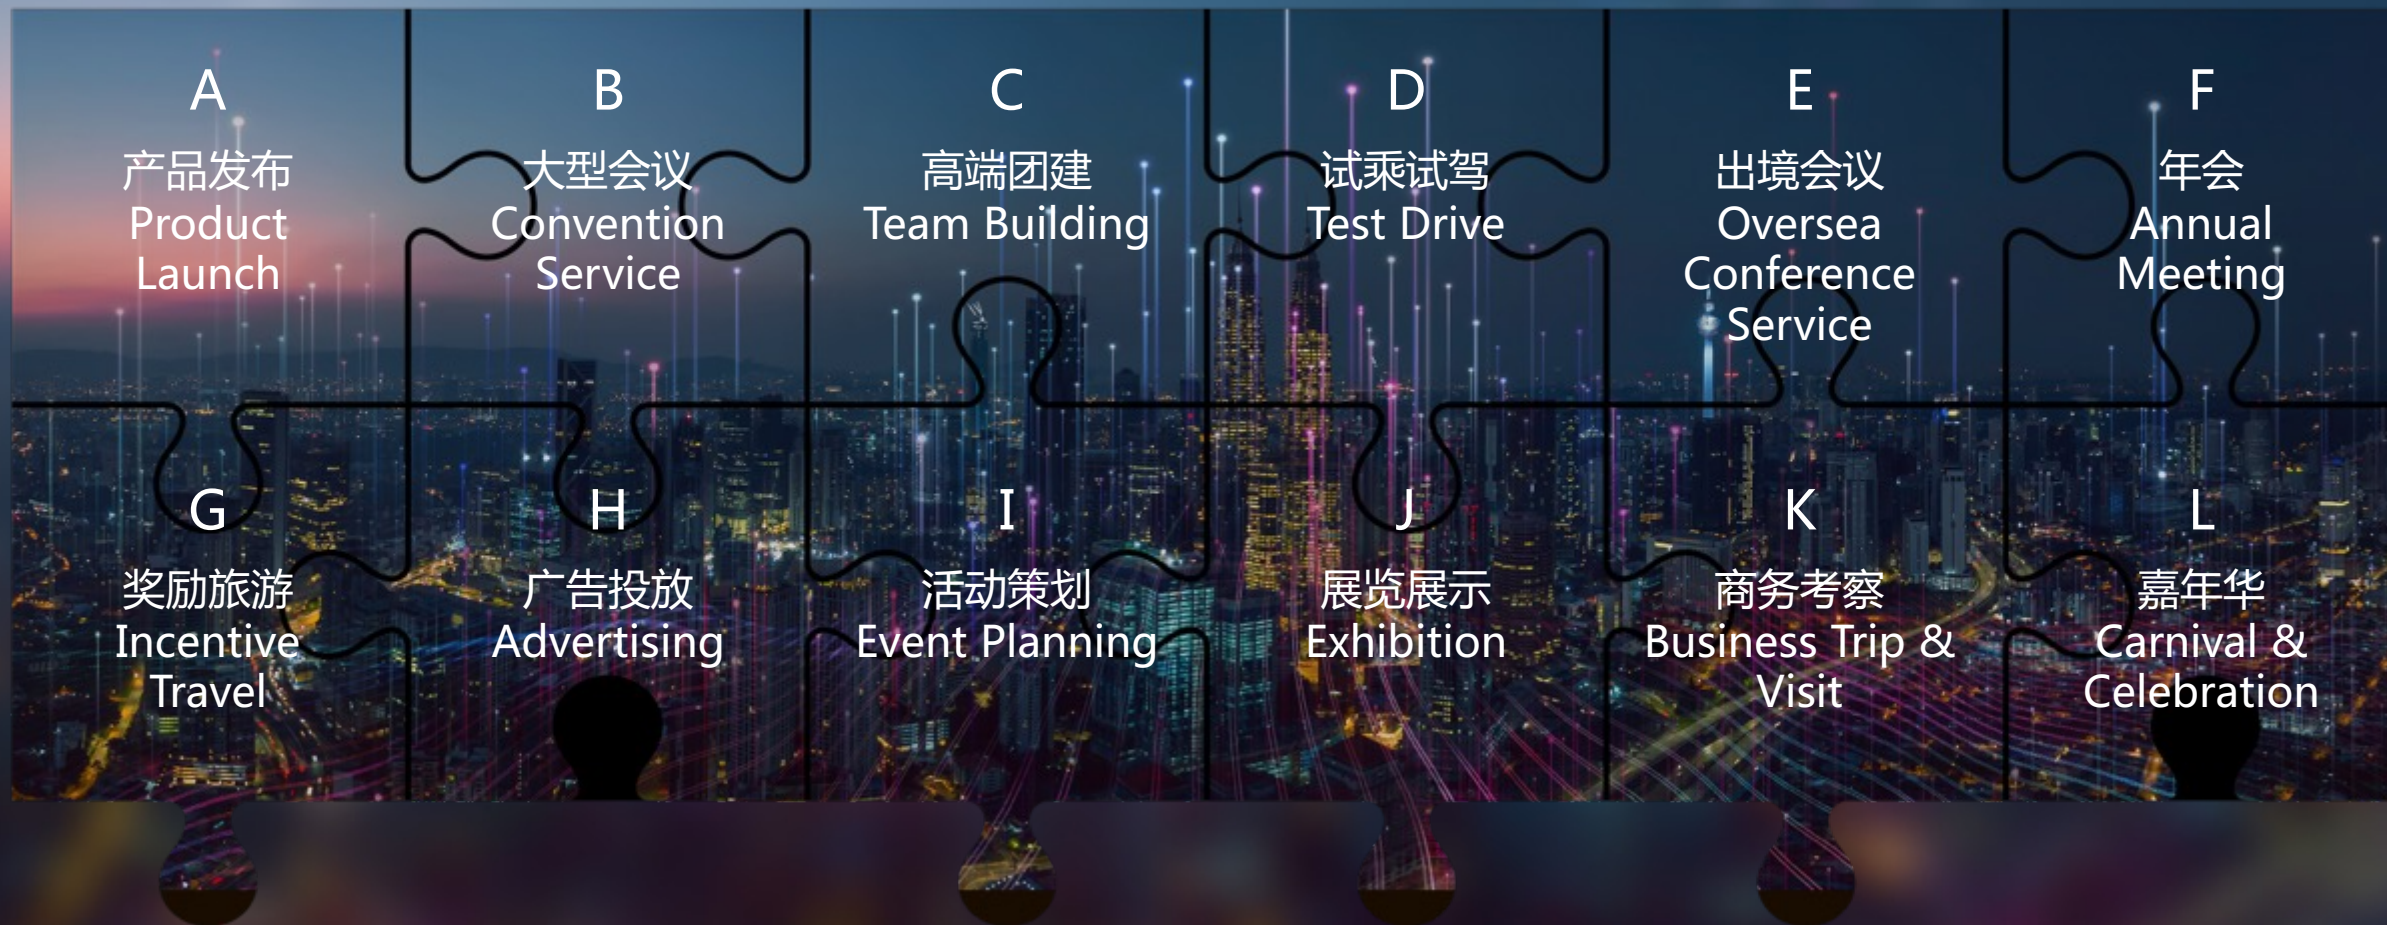 A
产品发布
Product
Launch
B
大型会议
Convention
Service
C
高端团建
Team Building
D
试乘试驾
Test Drive
E
出境会议
Oversea
Conference
Service
F
年会
Annual
Meeting
G
奖励旅游
Incentive
Travel
H
广告投放
Advertising
I
活动策划
Event Planning
J
展览展示
Exhibition
K
商务考察
Business Trip &
Visit
L
嘉年华
Carnival &
Celebration